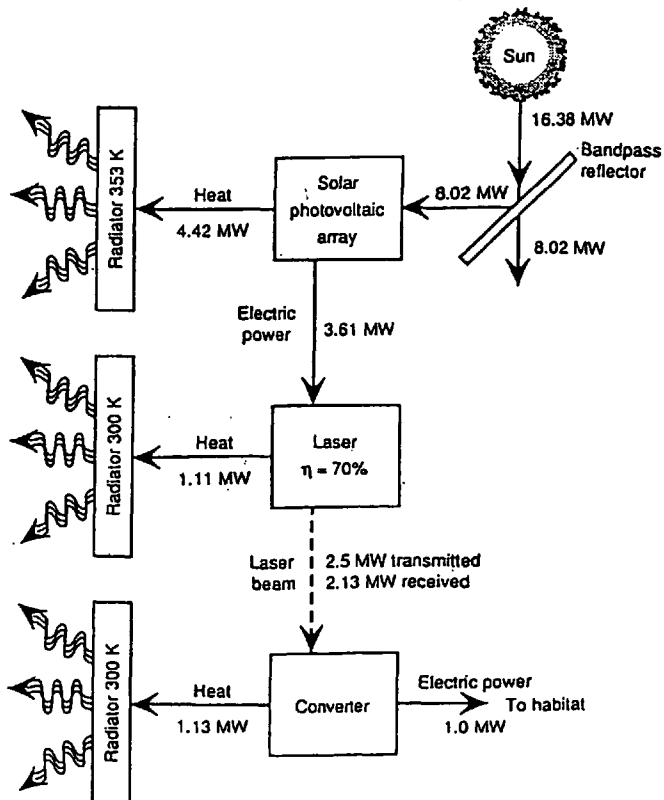 Sun
16.38 MW
Bandpass
reflector
8.02 MW
8.02 MW
Solar
photovoltaic
array
Heat
4.42 MW
Radiator 353 K
Electric
power
3.61 MW
Laser
η = 70%
Heat
1.11 MW
Radiator 300 K
Laser
beam
2.5 MW transmitted
2.13 MW received
Converter
Heat
1.13 MW
Radiator 300 K
Electric power
To habitat
1.0 MW